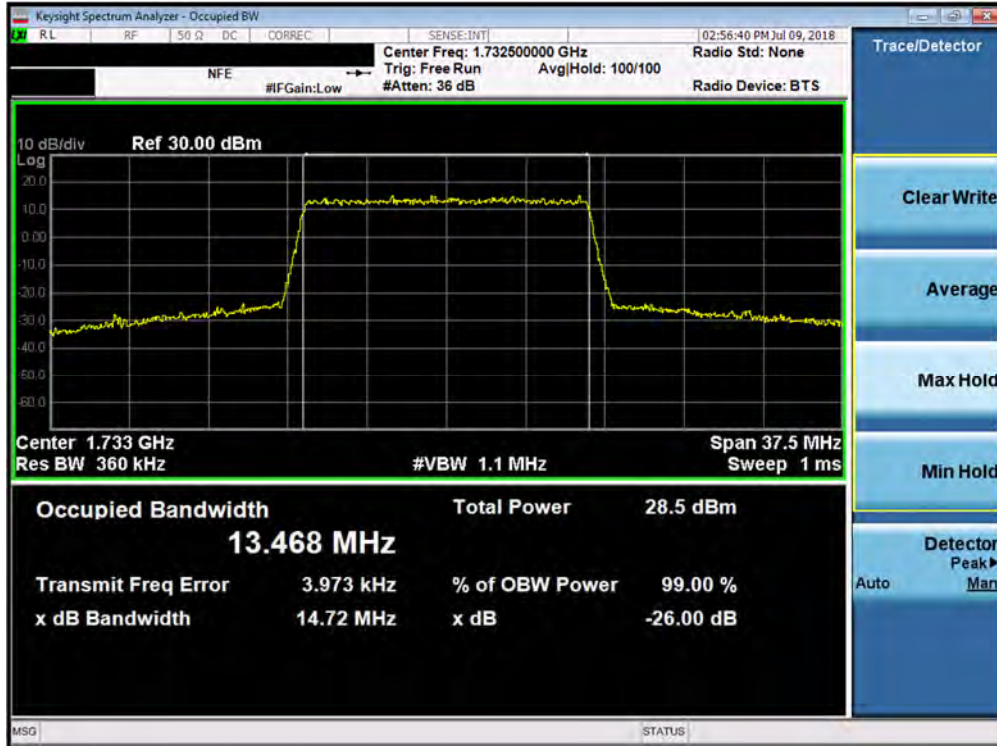 Keysight Spectrum Analyzer - Occupied BW
LXI RL RF 50 Ω DC CORREC SENSE:INT 02:56:40 PM Jul 09, 2018
Center Freq: 1.732500000 GHz Radio Std: None
NFE Trig: Free Run Avg|Hold: 100/100
#IFGain:Low #Atten: 36 dB Radio Device: BTS
10 dB/div Ref 30.00 dBm
Log
20.0
10.0
0.00
-10.0
-20.0
-30.0
-40.0
-50.0
-60.0
Center 1.733 GHz Span 37.5 MHz
Res BW 360 kHz #VBW 1.1 MHz Sweep 1 ms
Occupied Bandwidth Total Power 28.5 dBm
13.468 MHz
Transmit Freq Error 3.973 kHz % of OBW Power 99.00 %
x dB Bandwidth 14.72 MHz x dB -26.00 dB
MSG STATUS
Trace/Detector
Clear Write
Average
Max Hold
Min Hold
Detector
Peak▶
Auto Man